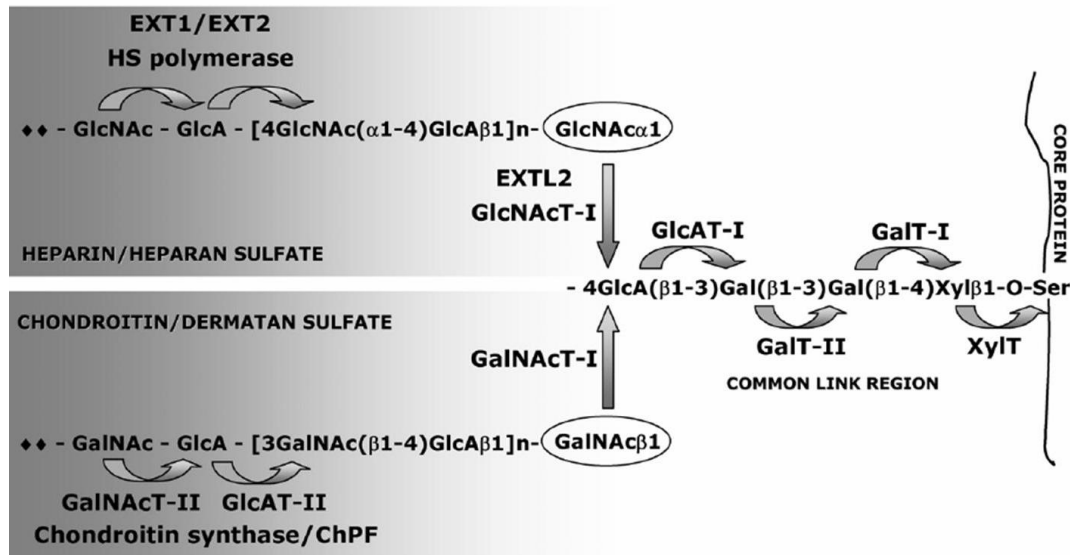 EXT1/EXT2
HS polymerase
♦♦ - GlcNAc - GlcA - [4GlcNAc(α1-4)GlcAβ1]n- GlcNAcα1
EXTL2
GlcNAcT-I
HEPARIN/HEPARAN SULFATE
GlcAT-I
GalT-I
CORE PROTEIN
- 4GlcA(β1-3)Gal(β1-3)Gal(β1-4)Xylβ1-O-Ser
CHONDROITIN/DERMATAN SULFATE
GalNAcT-I
GalT-II
XylT
COMMON LINK REGION
♦♦ - GalNAc - GlcA - [3GalNAc(β1-4)GlcAβ1]n- GalNAcβ1
GalNAcT-II GlcAT-II
Chondroitin synthase/ChPF